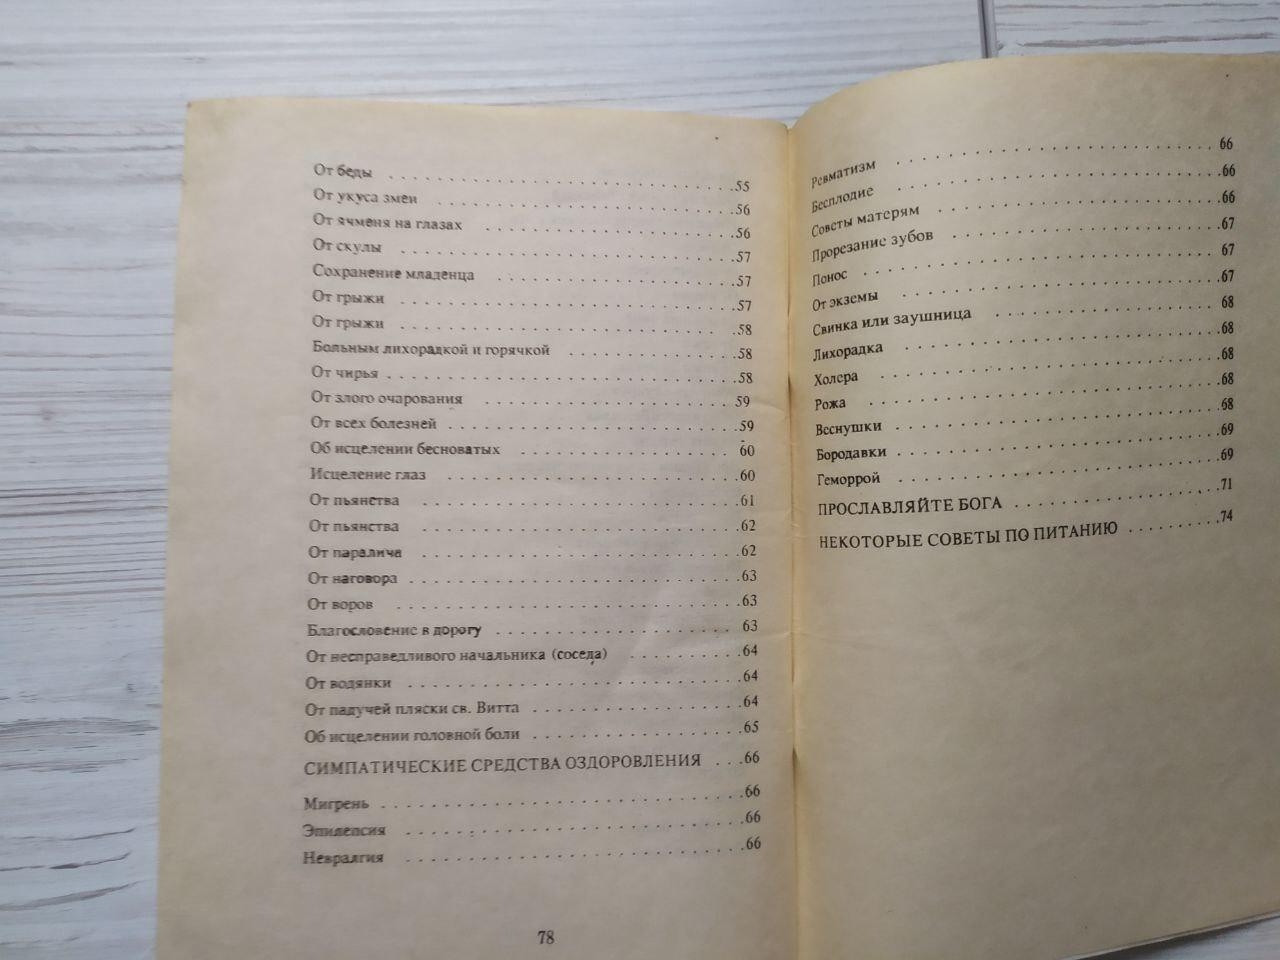 От беды . . . . . . . . . . . . . . . . . . . . . . . . . 55
От укуса змеи . . . . . . . . . . . . . . . . . . . . . . 56
От ячменя на глазах . . . . . . . . . . . . . . . . . . . 56
От скулы . . . . . . . . . . . . . . . . . . . . . . . . 57
Сохранение младенца . . . . . . . . . . . . . . . . . . 57
От грыжи . . . . . . . . . . . . . . . . . . . . . . . . 57
От грыжи . . . . . . . . . . . . . . . . . . . . . . . . 58
Больным лихорадкой и горячкой . . . . . . . . . . . . 58
От чирья . . . . . . . . . . . . . . . . . . . . . . . . 58
От злого очарования . . . . . . . . . . . . . . . . . . 59
От всех болезней . . . . . . . . . . . . . . . . . . . . 59
Об исцелении бесноватых . . . . . . . . . . . . . . . 60
Исцеление глаз . . . . . . . . . . . . . . . . . . . . . 60
От пьянства . . . . . . . . . . . . . . . . . . . . . . . 61
От пьянства . . . . . . . . . . . . . . . . . . . . . . . 62
От паралича . . . . . . . . . . . . . . . . . . . . . . . 62
От наговора . . . . . . . . . . . . . . . . . . . . . . . 63
От воров . . . . . . . . . . . . . . . . . . . . . . . . 63
Благословение в дорогу . . . . . . . . . . . . . . . . . 63
От несправедливого начальника (соседа) . . . . . . . . 64
От водянки . . . . . . . . . . . . . . . . . . . . . . . 64
От падучей пляски св. Витта . . . . . . . . . . . . . . 64
Об исцелении головной боли . . . . . . . . . . . . . . 65
СИМПАТИЧЕСКИЕ СРЕДСТВА ОЗДОРОВЛЕНИЯ . . . 66
Мигрень . . . . . . . . . . . . . . . . . . . . . . . . . 66
Эпилепсия . . . . . . . . . . . . . . . . . . . . . . . . 66
Невралгия . . . . . . . . . . . . . . . . . . . . . . . . 66
78
Ревматизм . . . . . . . . . . . . . . . . . . . . . . . . 66
Бесплодие . . . . . . . . . . . . . . . . . . . . . . . . 66
Советы матерям . . . . . . . . . . . . . . . . . . . . . 66
Прорезание зубов . . . . . . . . . . . . . . . . . . . . 67
Понос . . . . . . . . . . . . . . . . . . . . . . . . . . 67
От экземы . . . . . . . . . . . . . . . . . . . . . . . . 67
Свинка или заушница . . . . . . . . . . . . . . . . . . 68
Лихорадка . . . . . . . . . . . . . . . . . . . . . . . . 68
Холера . . . . . . . . . . . . . . . . . . . . . . . . . 68
Рожа . . . . . . . . . . . . . . . . . . . . . . . . . . 68
Веснушки . . . . . . . . . . . . . . . . . . . . . . . . 68
Бородавки . . . . . . . . . . . . . . . . . . . . . . . . 69
Геморрой . . . . . . . . . . . . . . . . . . . . . . . . 69
ПРОСЛАВЛЯЙТЕ БОГА . . . . . . . . . . . . . . . . 71
НЕКОТОРЫЕ СОВЕТЫ ПО ПИТАНИЮ . . . . . . . . . 74